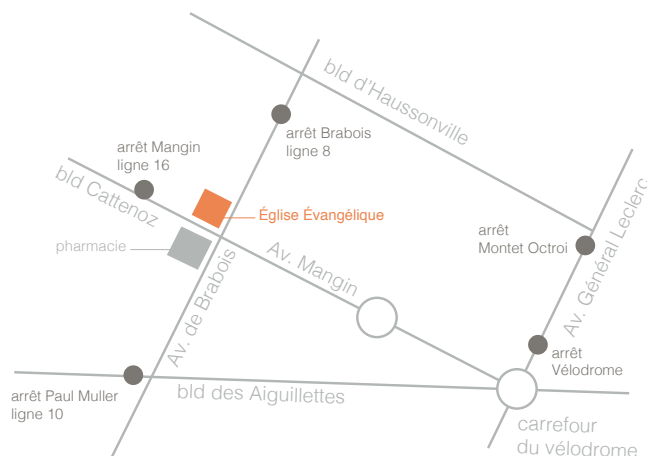 bld d'Haussonville
arrêt Brabois
ligne 8
arrêt Mangin
ligne 16
bld Cattenoz
Église Évangélique
pharmacie
Av. Mangin
Av. de Brabois
arrêt
Montet Octroi
Av. Général Leclerc
arrêt
Vélodrome
arrêt Paul Muller
ligne 10
bld des Aiguillettes
carrefour
du vélodrome